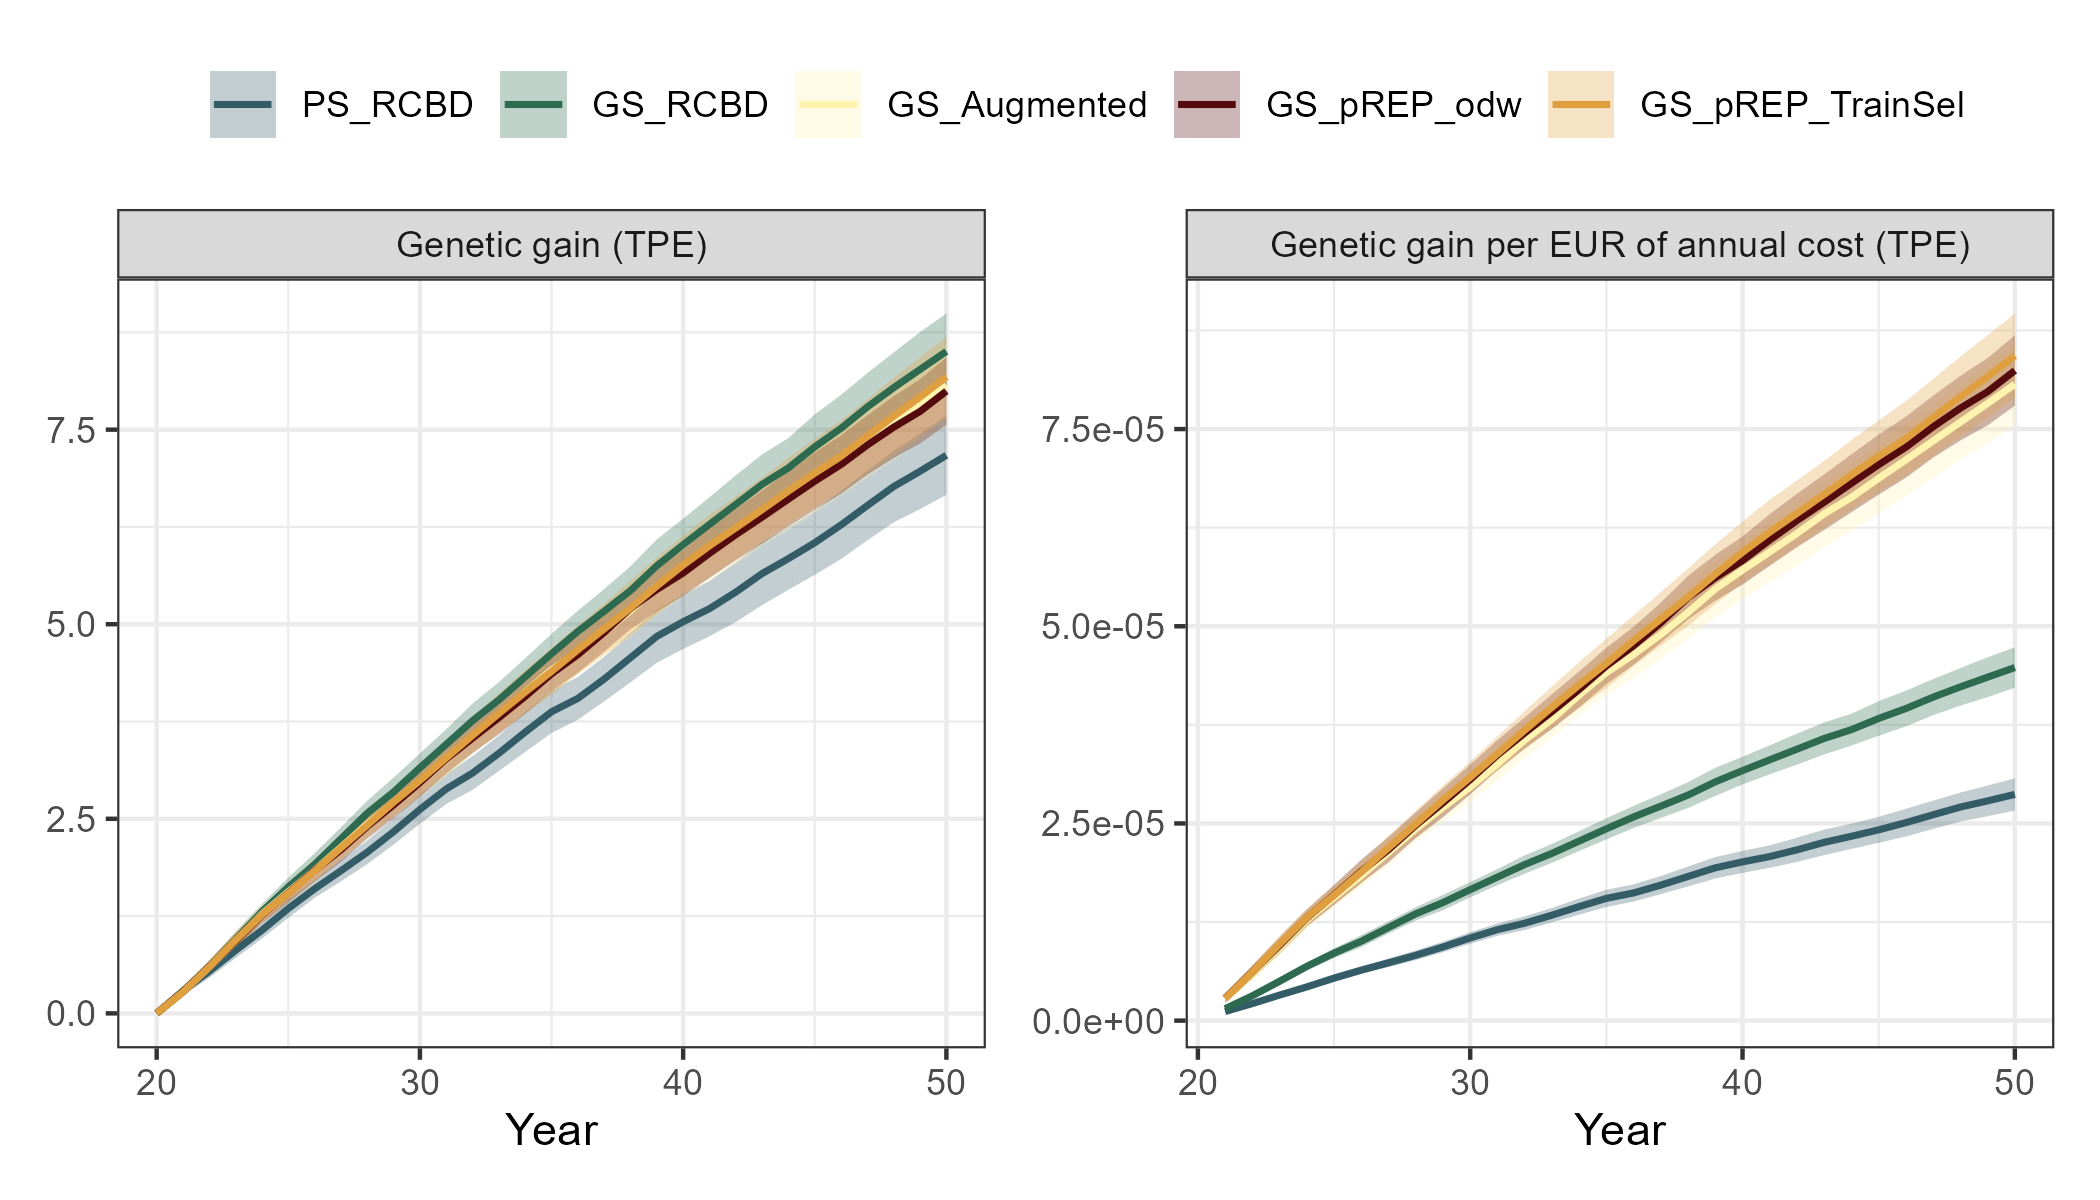 PS_RCBD GS_RCBD GS_Augmented GS_pREP_odw GS_pREP_TrainSel
Genetic gain (TPE)
7.5
5.0
2.5
0.0
20 30 40 50
Year
Genetic gain per EUR of annual cost (TPE)
7.5e-05
5.0e-05
2.5e-05
0.0e+00
20 30 40 50
Year